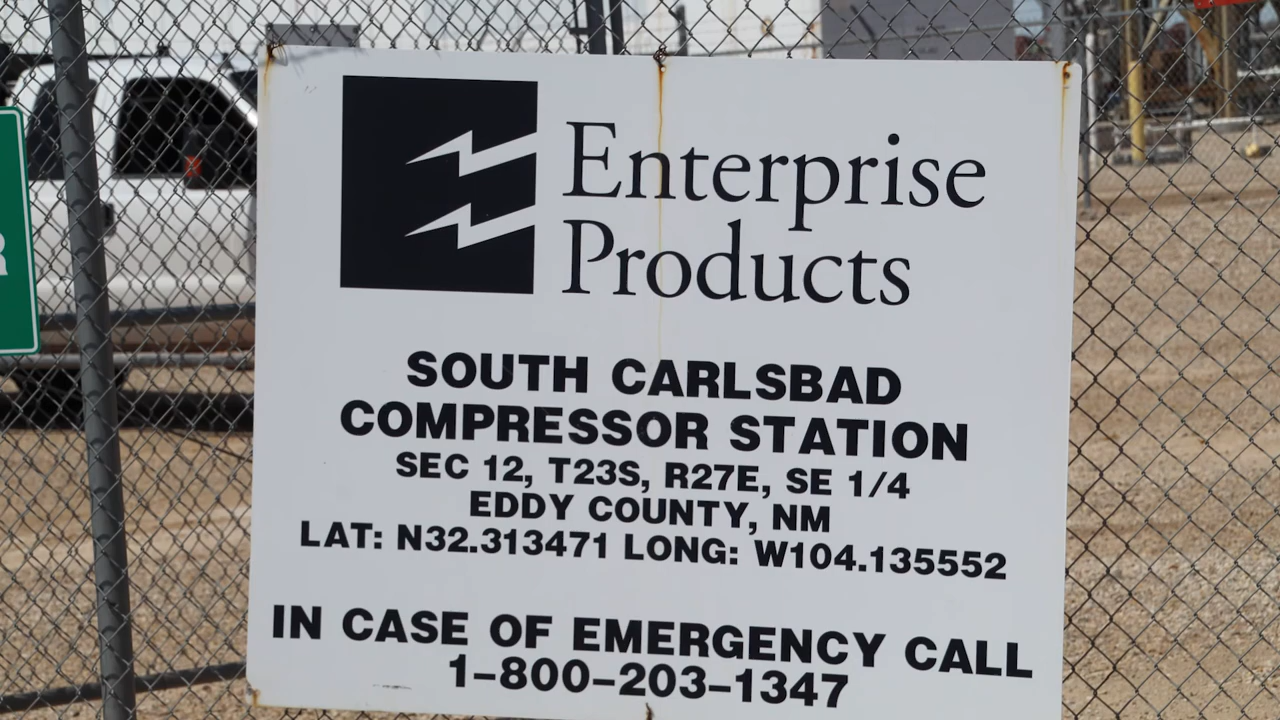 Enterprise
Products
SOUTH CARLSBAD
COMPRESSOR STATION
SEC 12, T23S, R27E, SE 1/4
EDDY COUNTY, NM
LAT: N32.313471 LONG: W104.135552
IN CASE OF EMERGENCY CALL
1-800-203-1347